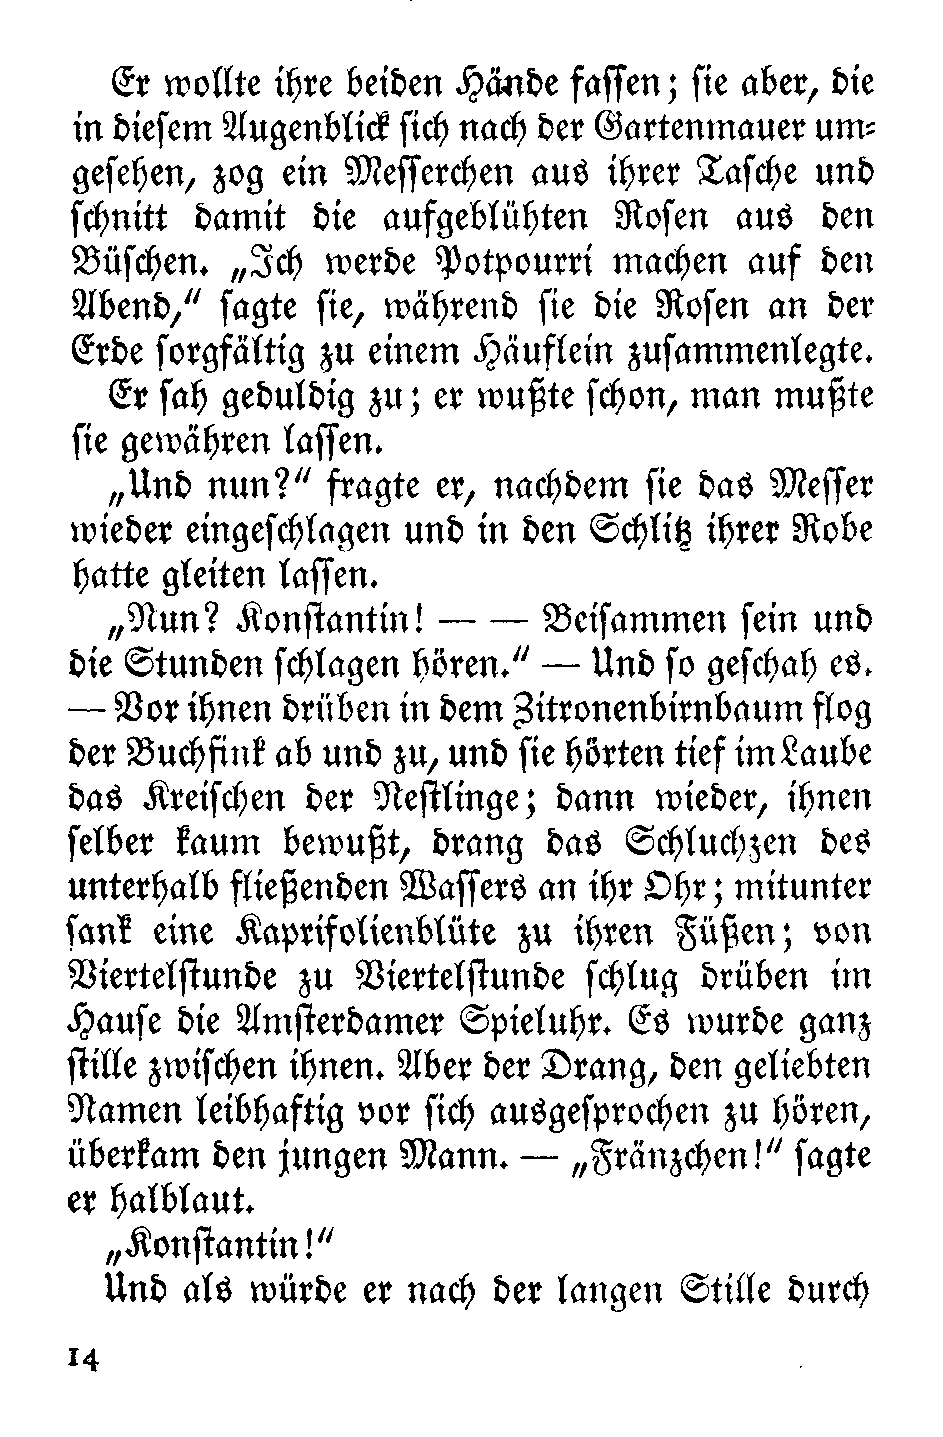 Er wollte ihre beiden Hände fassen; sie aber, die
in diesem Augenblick sich nach der Gartenmauer um-
gesehen, zog ein Messerchen aus ihrer Tasche und
schnitt damit die aufgeblühten Rosen aus den
Büschen. „Ich werde Potpourri machen auf den
Abend,“ sagte sie, während sie die Rosen an der
Erde sorgfältig zu einem Häuflein zusammenlegte.
Er sah geduldig zu; er wußte schon, man mußte
sie gewähren lassen.
„Und nun?“ fragte er, nachdem sie das Messer
wieder eingeschlagen und in den Schlitz ihrer Robe
hatte gleiten lassen.
„Nun? Konstantin! — — Beisammen sein und
die Stunden schlagen hören.“ — Und so geschah es.
— Vor ihnen drüben in dem Zitronenbirnbaum flog
der Buchfink ab und zu, und sie hörten tief im Laube
das Kreischen der Nestlinge; dann wieder, ihnen
selber kaum bewußt, drang das Schluchzen des
unterhalb fließenden Wassers an ihr Ohr; mitunter
sank eine Kaprifolienblüte zu ihren Füßen; von
Viertelstunde zu Viertelstunde schlug drüben im
Hause die Amsterdamer Spieluhr. Es wurde ganz
stille zwischen ihnen. Aber der Drang, den geliebten
Namen leibhaftig vor sich ausgesprochen zu hören,
überkam den jungen Mann. — „Fränzchen!“ sagte
er halblaut.
„Konstantin!“
Und als würde er nach der langen Stille durch
14